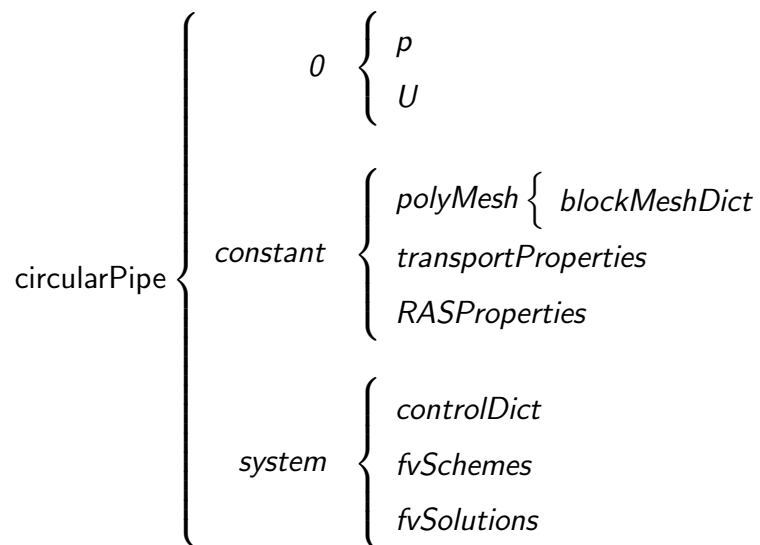 circularPipe
0
p
U
constant
polyMesh { blockMeshDict
transportProperties
RASProperties
system
controlDict
fvSchemes
fvSolutions